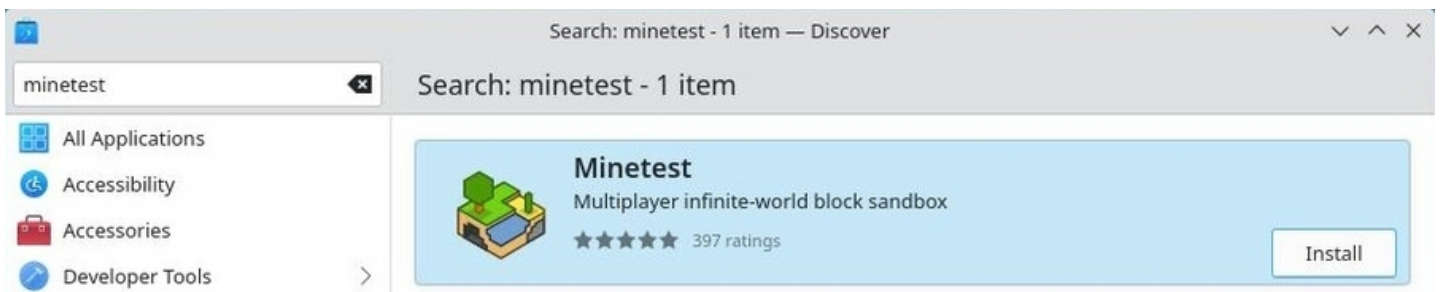 Search: minetest - 1 item — Discover
minetest
Search: minetest - 1 item
All Applications
Accessibility
Accessories
Developer Tools
Minetest
Multiplayer infinite-world block sandbox
397 ratings
Install